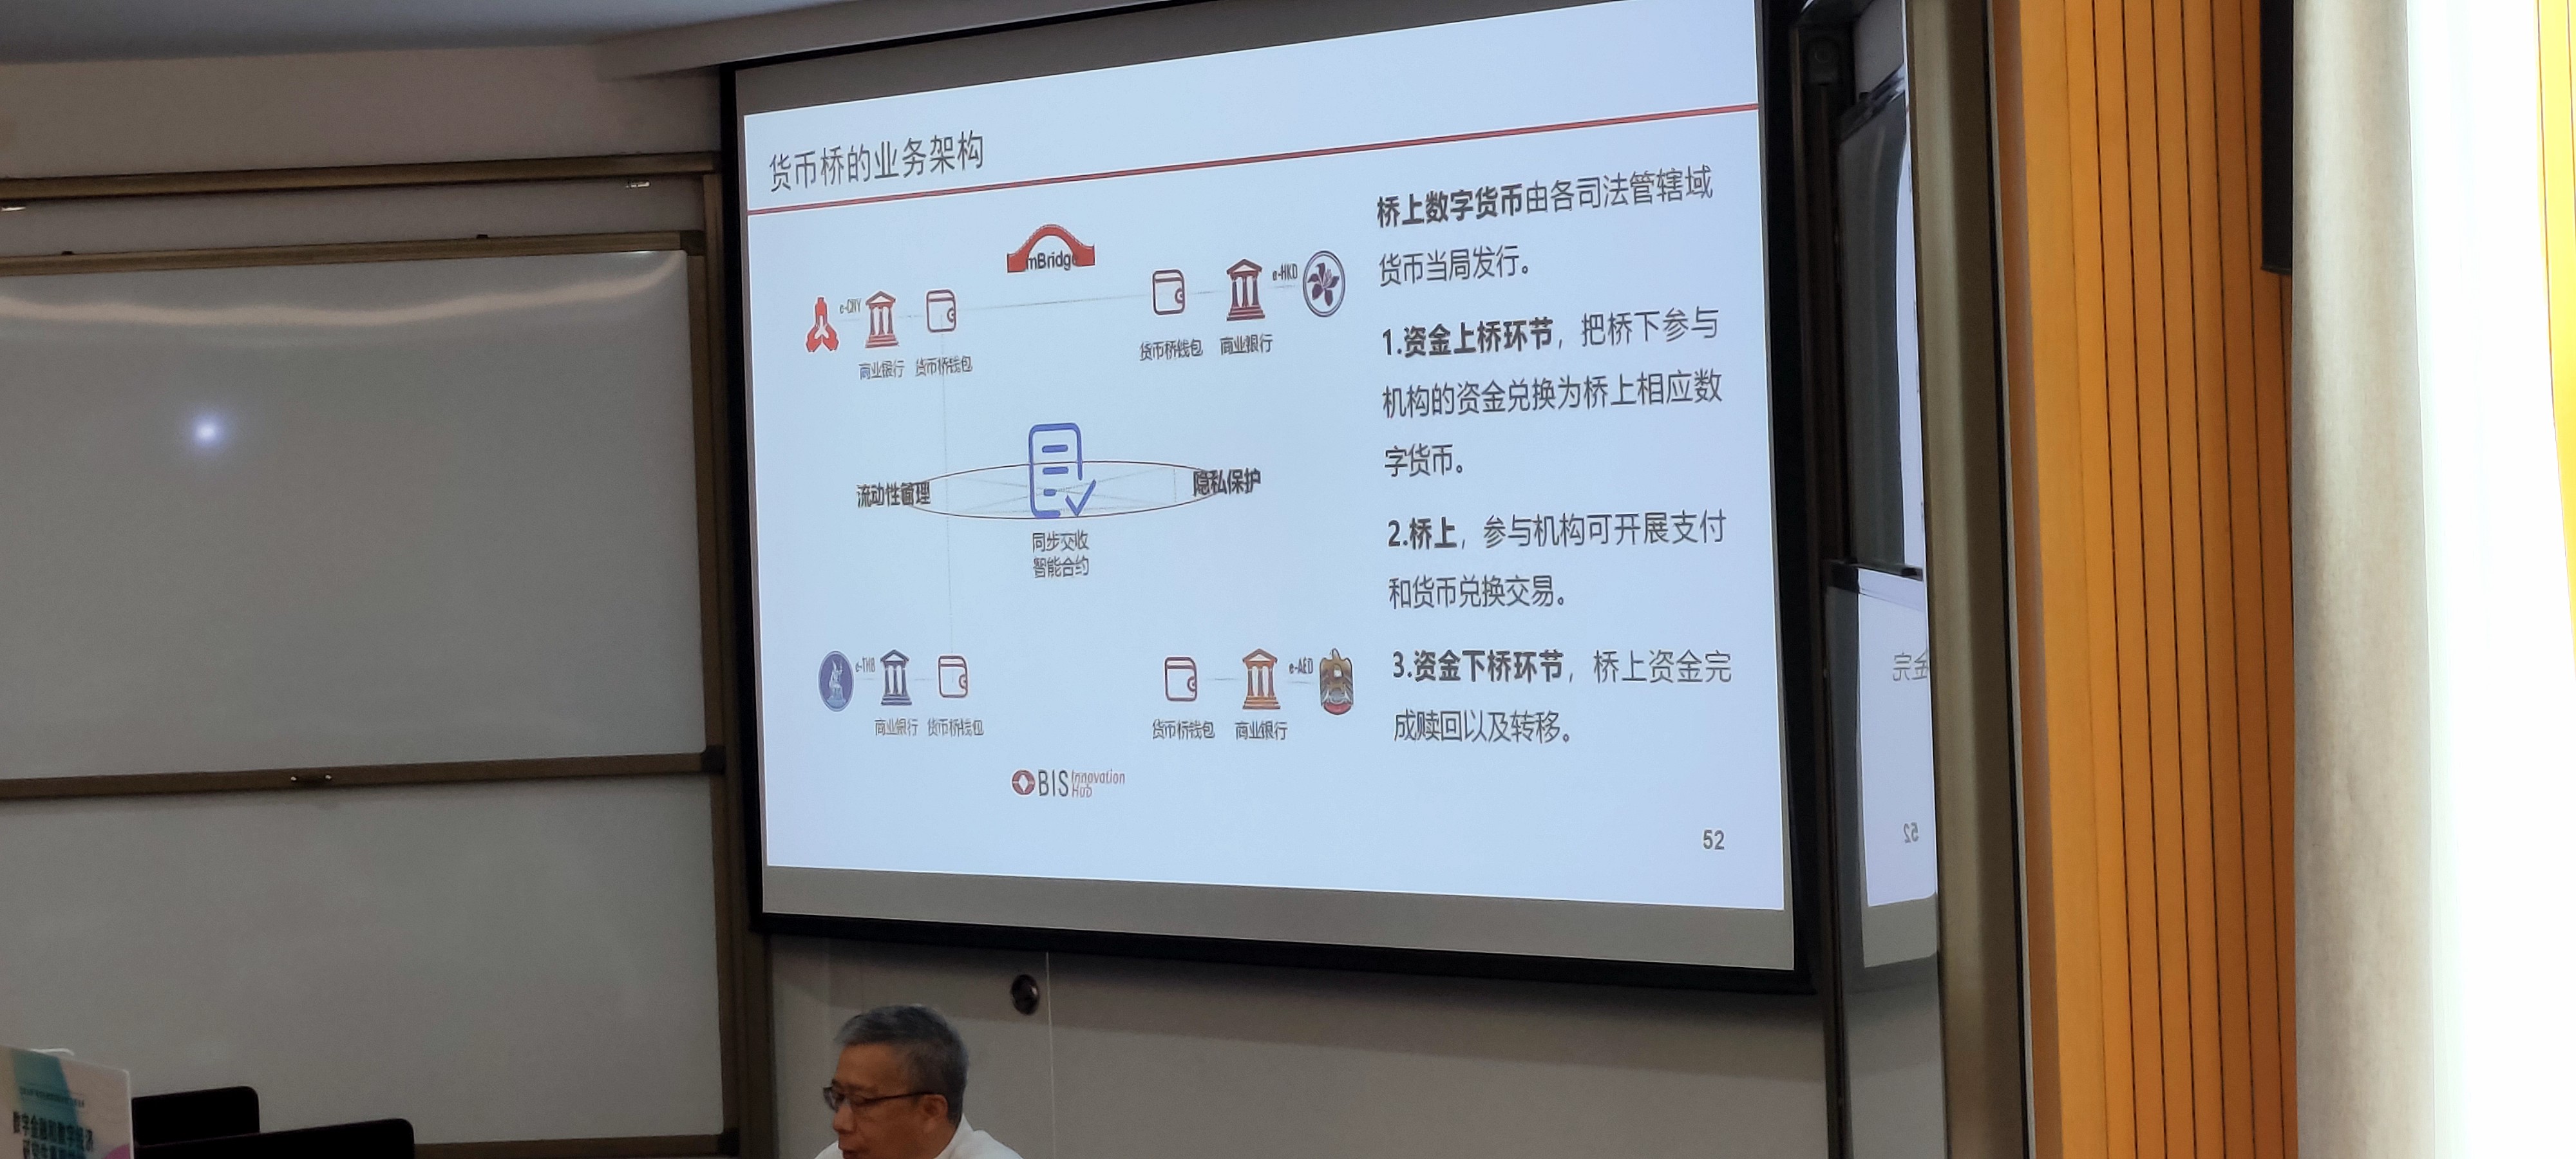 货币桥的业务架构
mBridge
e-CNY
商业银行
货币桥钱包
货币桥钱包
商业银行
e-HKD
流动性管理
隐私保护
同步交收
智能合约
e-THB
商业银行
货币桥钱包
货币桥钱包
商业银行
e-AED
BIS Innovation
Hub
桥上数字货币由各司法管辖域
货币当局发行。
1.资金上桥环节，把桥下参与
机构的资金兑换为桥上相应数
字货币。
2.桥上，参与机构可开展支付
和货币兑换交易。
3.资金下桥环节，桥上资金完
成赎回以及转移。
52
金完
52
数字金融和数字经济